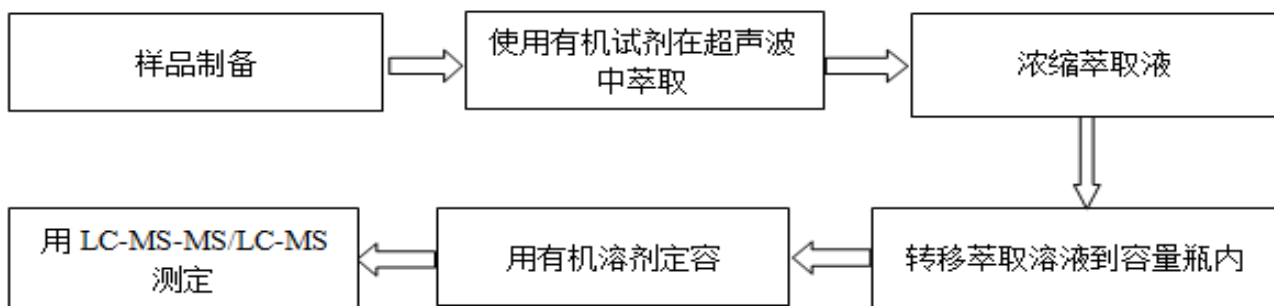 样品制备
使用有机试剂在超声波
中萃取
浓缩萃取液
转移萃取溶液到容量瓶内
用有机溶剂定容
用 LC-MS-MS/LC-MS
测定